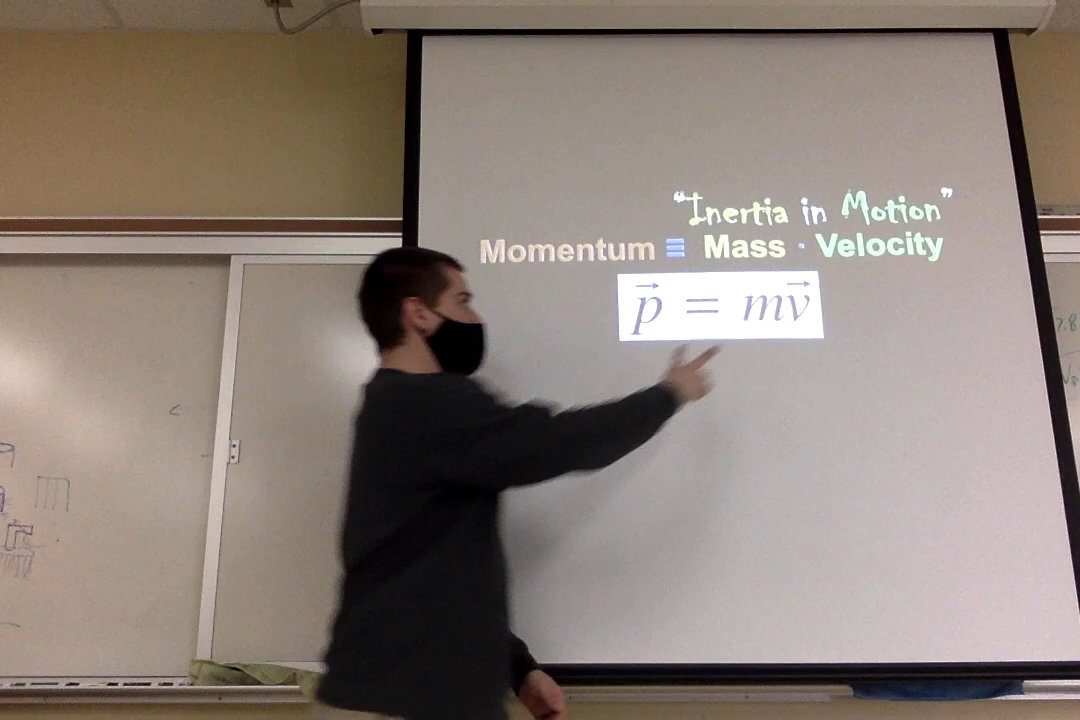 “Inertia in Motion”
Momentum ≡ Mass · Velocity
p⃗ = mv⃗